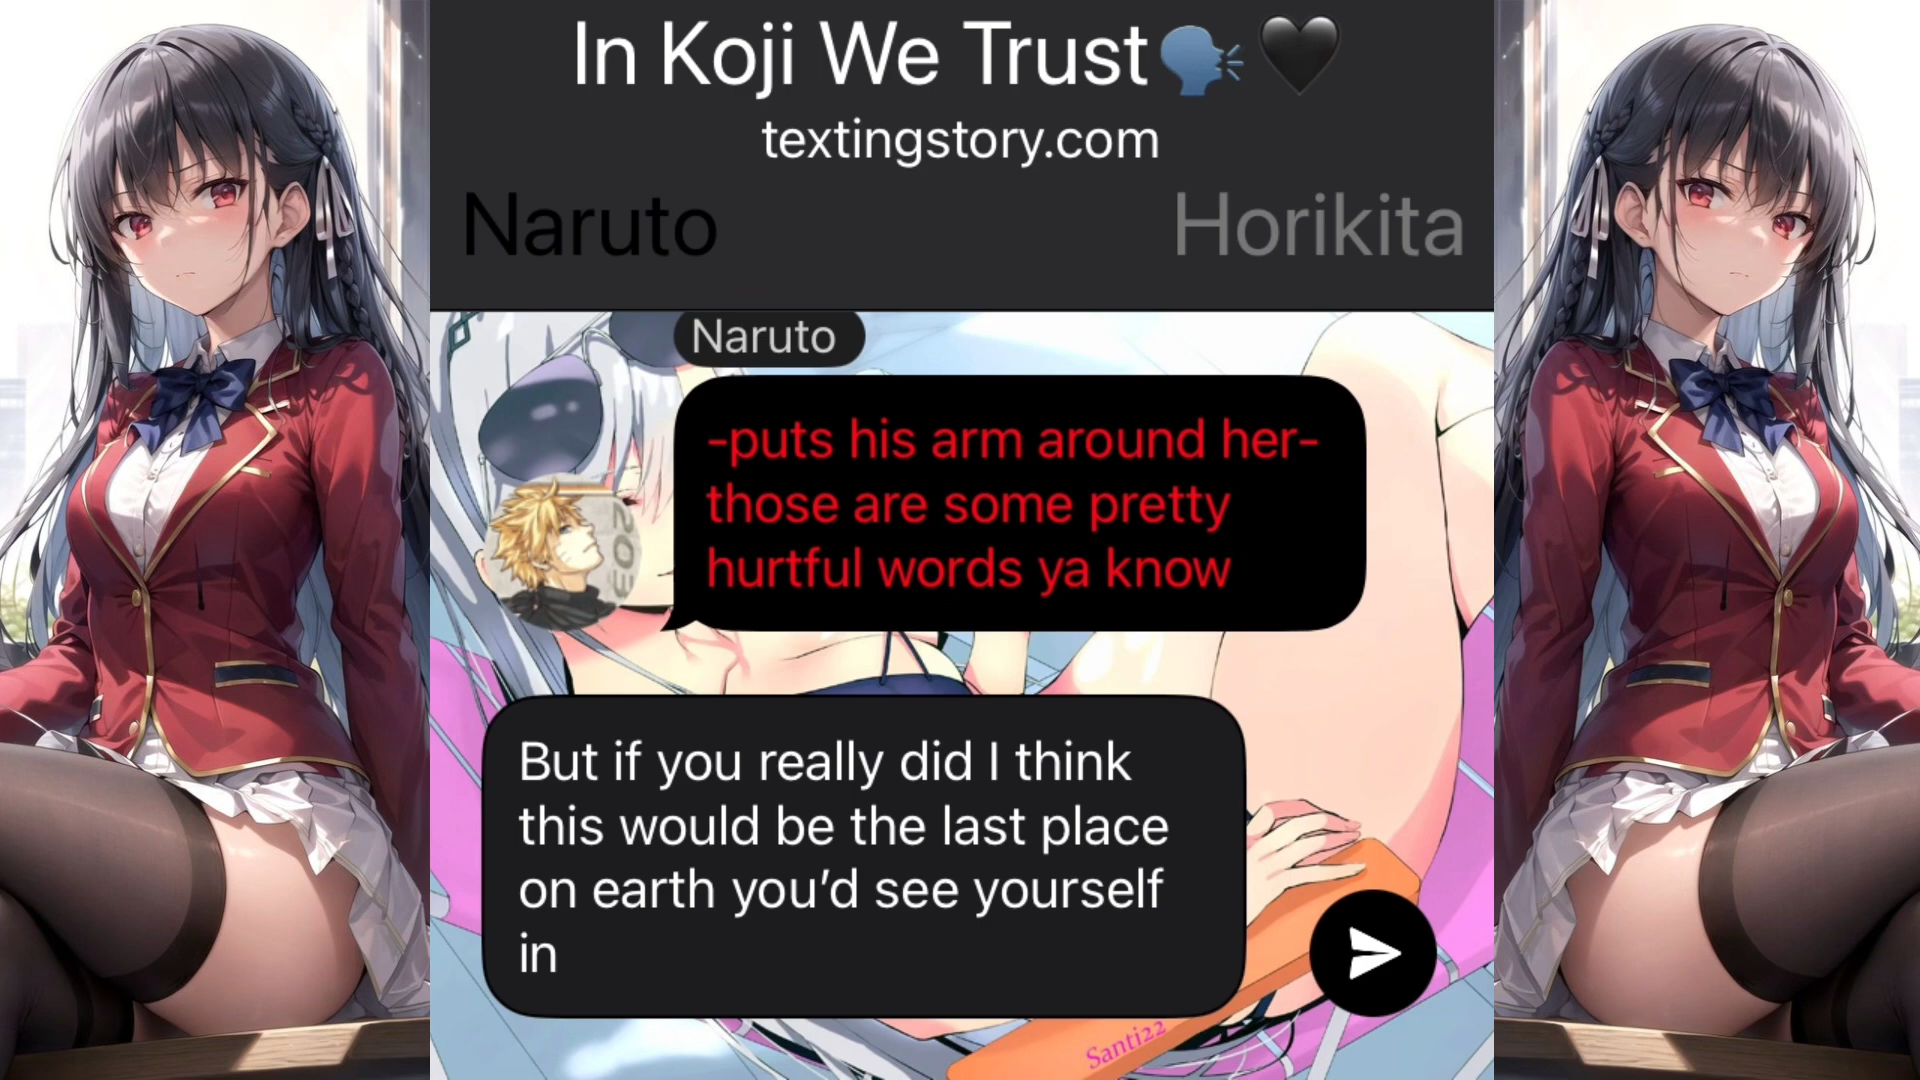 In Koji We Trust🗣️🖤
textingstory.com
Naruto
Horikita
Naruto
-puts his arm around her-
those are some pretty
hurtful words ya know
203
But if you really did I think
this would be the last place
on earth you’d see yourself
in
Santi22